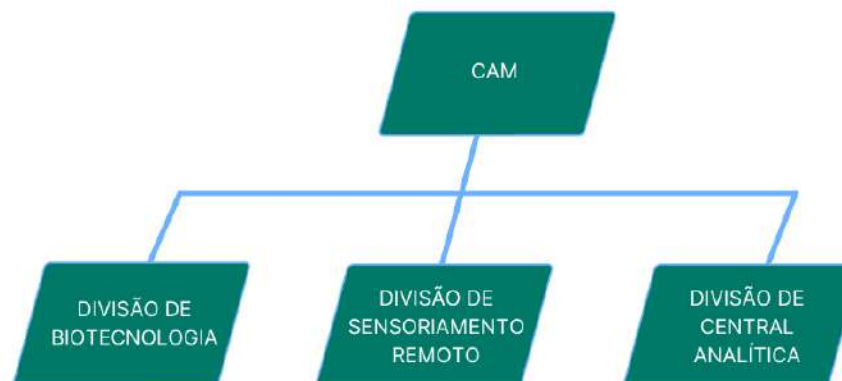 CAM
DIVISÃO DE
BIOTECNOLOGIA
DIVISÃO DE
SENSORIAMENTO
REMOTO
DIVISÃO DE
CENTRAL
ANALÍTICA